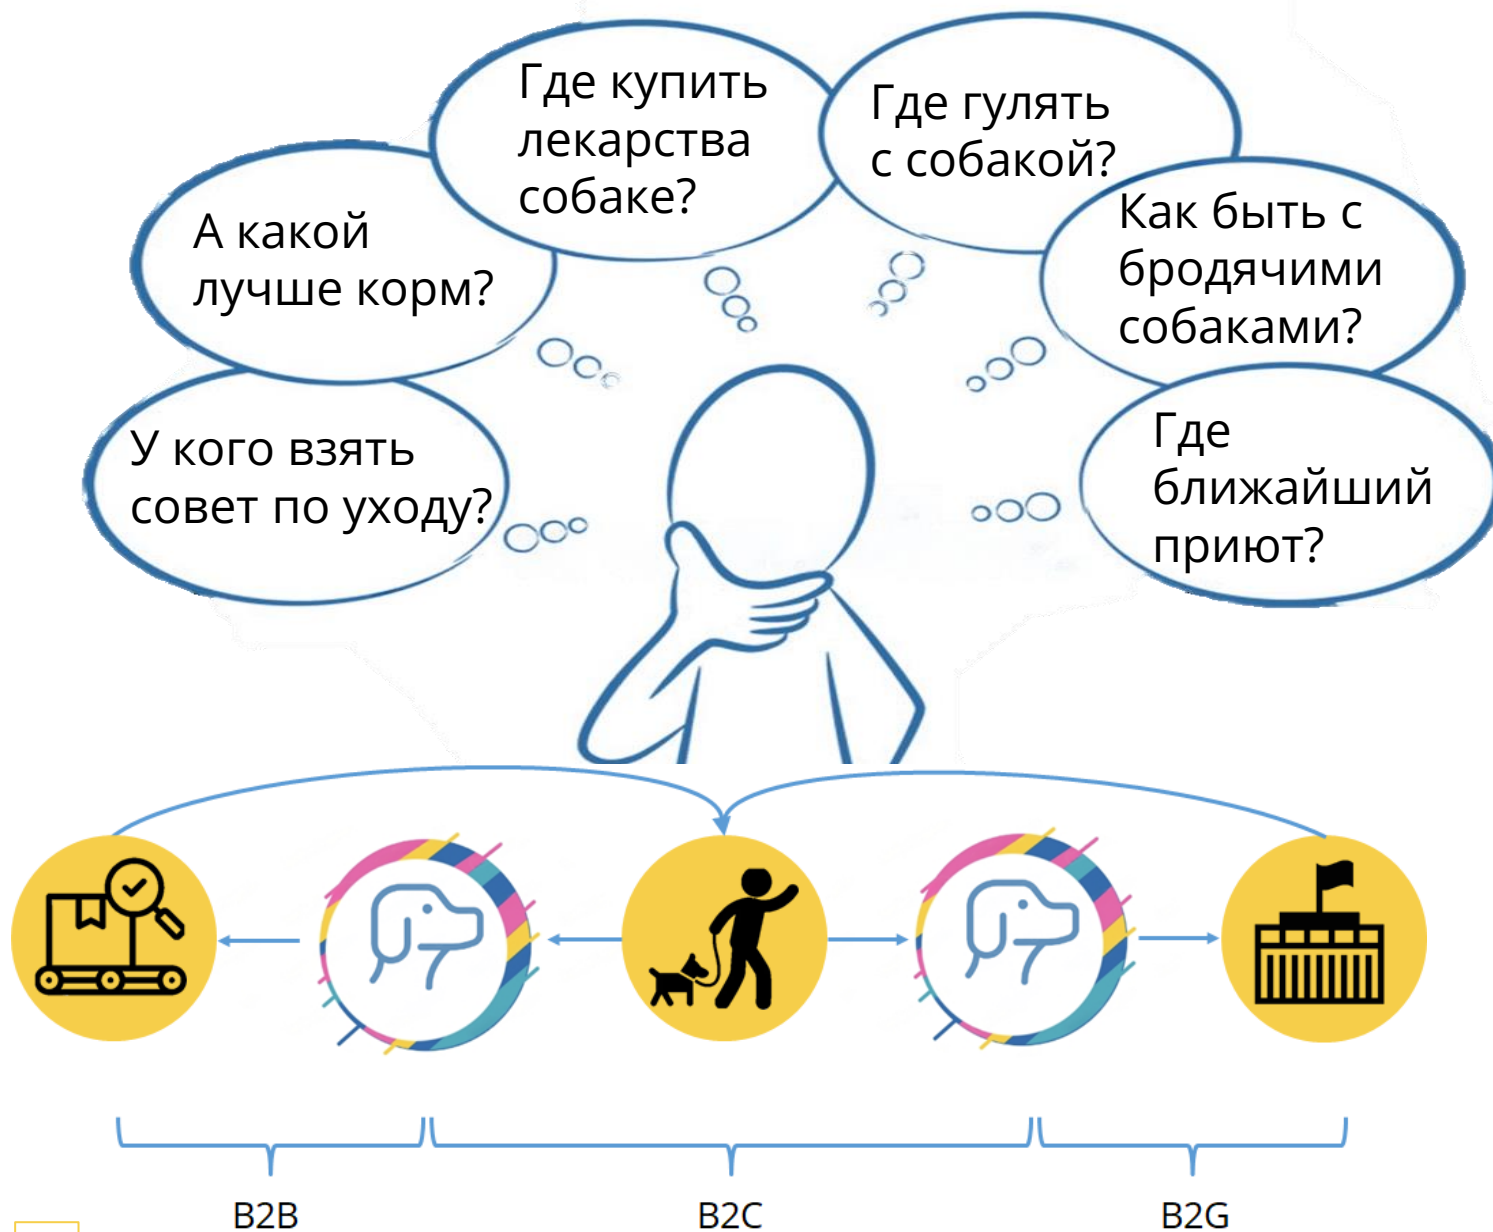 У кого взять
совет по уходу?
А какой
лучше корм?
Где купить
лекарства
собаке?
Где гулять
с собакой?
Как быть с
бродячими
собаками?
Где
ближайший
приют?
B2B
B2C
B2G